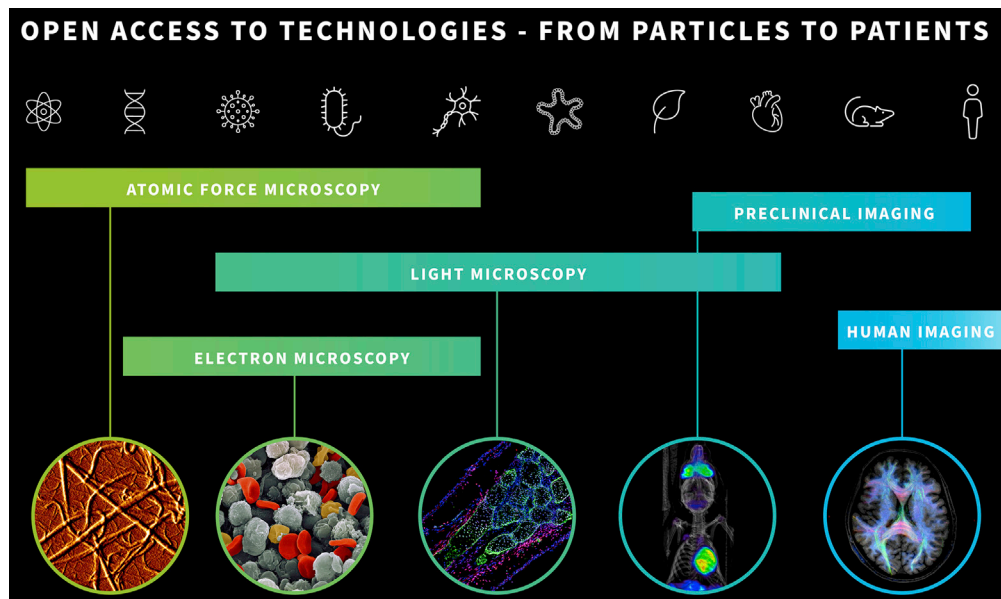 OPEN ACCESS TO TECHNOLOGIES - FROM PARTICLES TO PATIENTS
ATOMIC FORCE MICROSCOPY
PRECLINICAL IMAGING
LIGHT MICROSCOPY
HUMAN IMAGING
ELECTRON MICROSCOPY